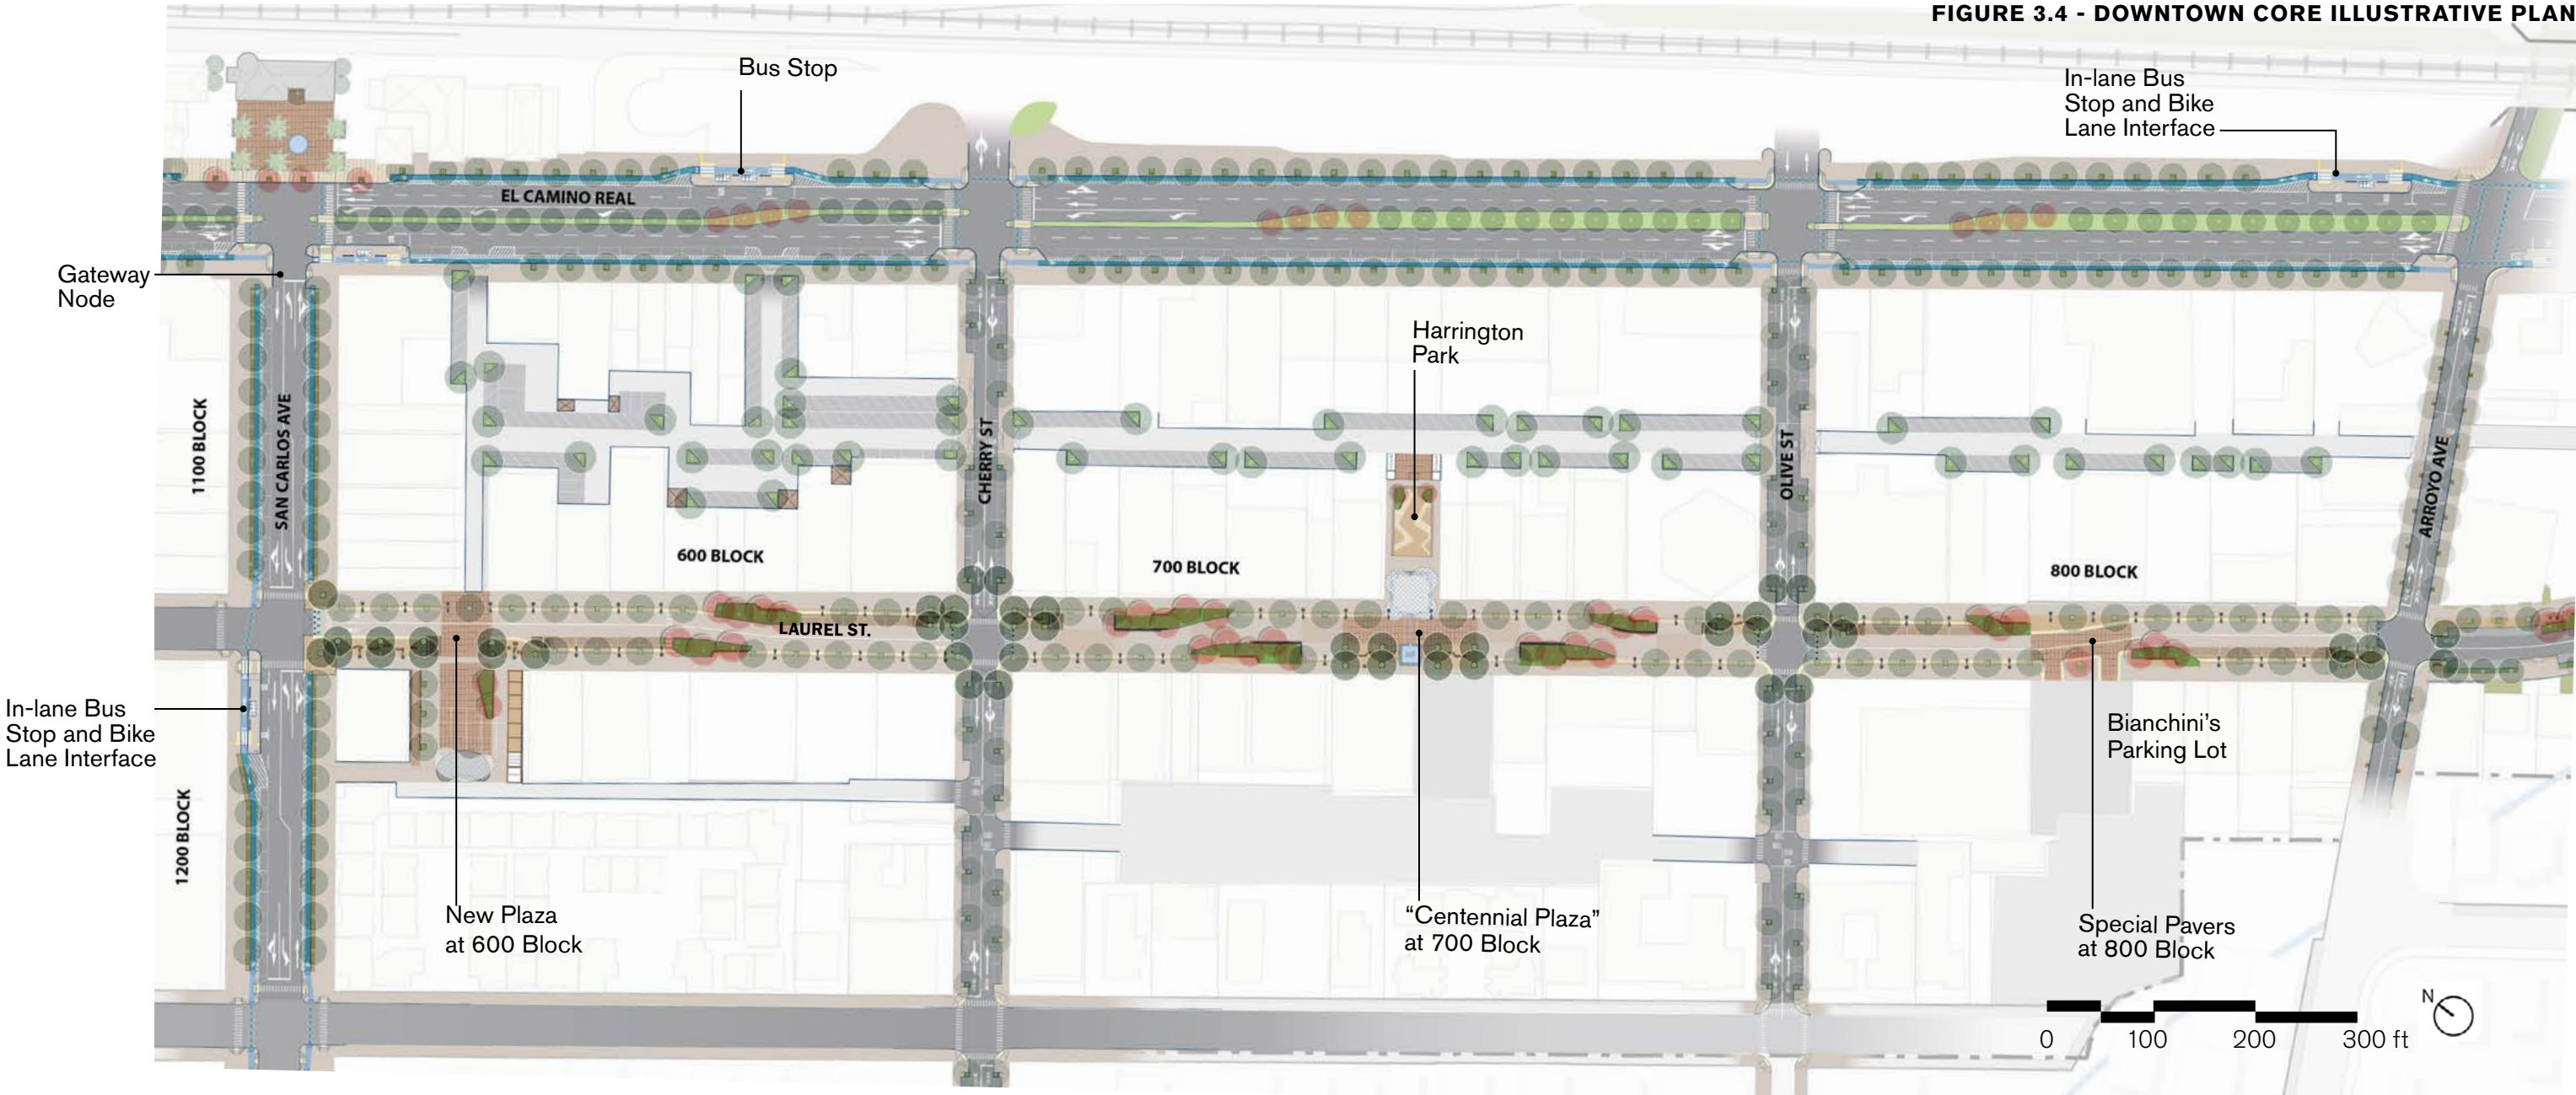 FIGURE 3.4 - DOWNTOWN CORE ILLUSTRATIVE PLAN
Bus Stop
In-lane Bus
Stop and Bike
Lane Interface
EL CAMINO REAL
Gateway
Node
Harrington
Park
1100 BLOCK
SAN CARLOS AVE
CHERRY ST
OLIVE ST
ARROYO AVE
600 BLOCK
700 BLOCK
800 BLOCK
LAUREL ST.
In-lane Bus
Stop and Bike
Lane Interface
Bianchini's
Parking Lot
1200 BLOCK
New Plaza
at 600 Block
“Centennial Plaza”
at 700 Block
Special Pavers
at 800 Block
N
0 100 200 300 ft